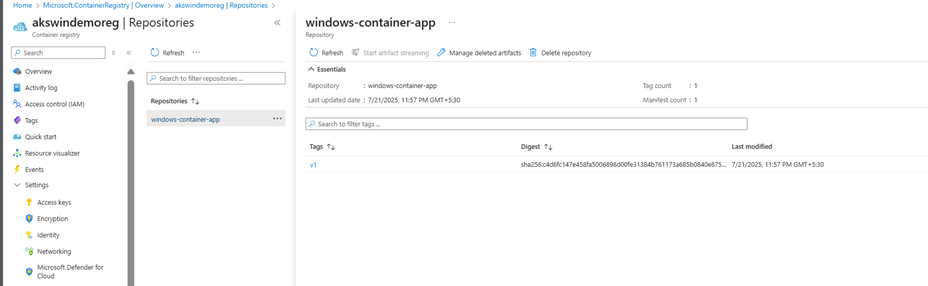 Home > Microsoft.ContainerRegistry | Overview > akswindemoreg | Repositories >
akswindemoreg | Repositories
Container registry
Search
Overview
Activity log
Access control (IAM)
Tags
Quick start
Resource visualizer
Events
Settings
Access keys
Encryption
Identity
Networking
Microsoft Defender for
Cloud
Refresh ...
Search to filter repositories ...
Repositories ↑↓
windows-container-app ...
windows-container-app ...
Repository
Refresh Start artifact streaming Manage deleted artifacts Delete repository
Essentials
Repository : windows-container-app Tag count : 1
Last updated date : 7/21/2025, 11:57 PM GMT+5:30 Manifest count : 1
Search to filter tags ...
Tags ↑↓ Digest ↑↓ Last modified
v1 sha256:c4d6fc147e458fa5006898d00fe31384b761173a685b0840e875... 7/21/2025, 11:57 PM GMT+5:30